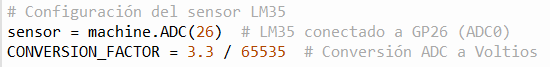 # Configuración del sensor LM35
sensor = machine.ADC(26)  # LM35 conectado a GP26 (ADC0)
CONVERSION_FACTOR = 3.3 / 65535  # Conversión ADC a Voltios